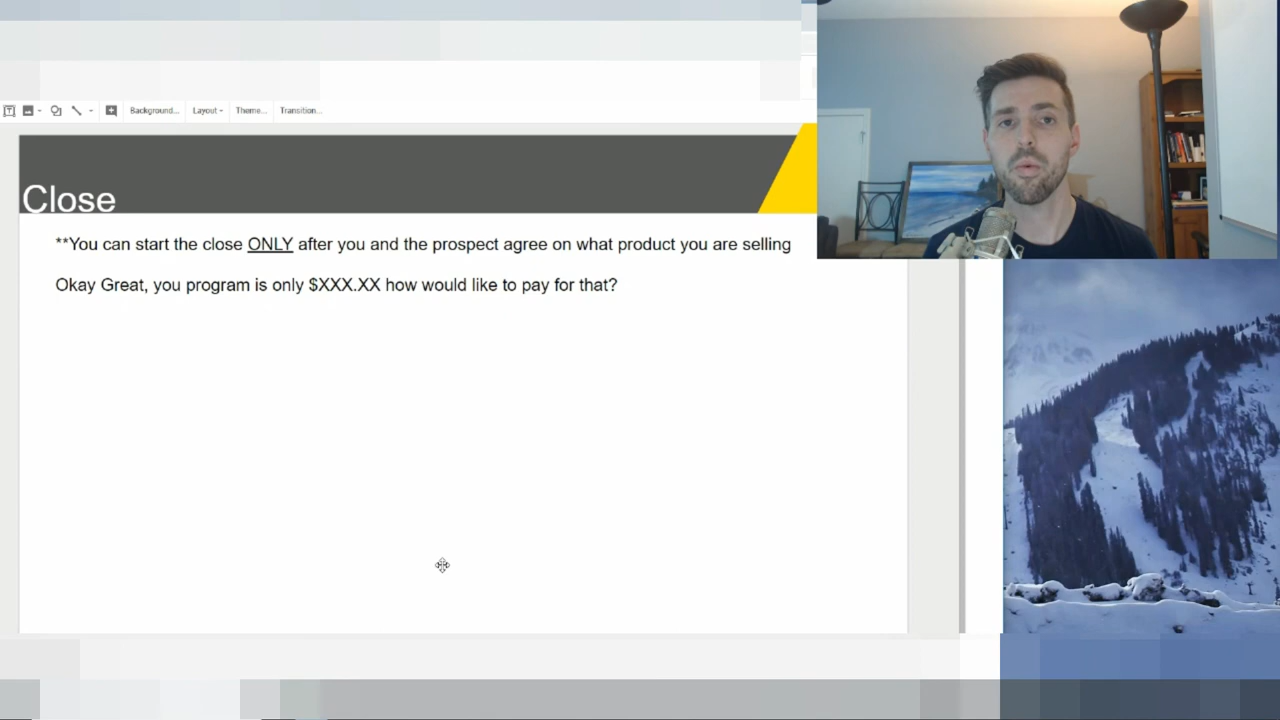 Background... Layout Theme... Transition...
Close
**You can start the close ONLY after you and the prospect agree on what product you are selling
Okay Great, you program is only $XXX.XX how would like to pay for that?